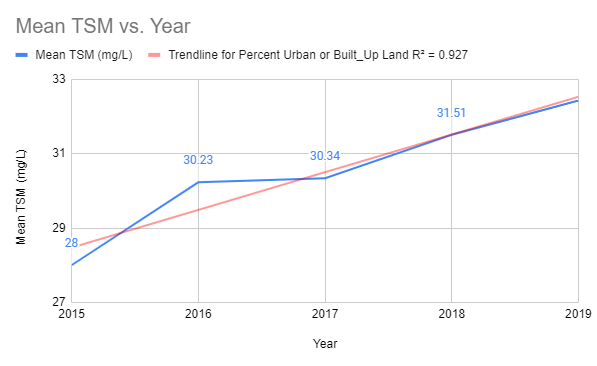 Mean TSM vs. Year
Mean TSM (mg/L) Trendline for Percent Urban or Built_Up Land R² = 0.927
33
31
29
27
Mean TSM (mg/L)
28
30.23
30.34
31.51
2015 2016 2017 2018 2019
Year